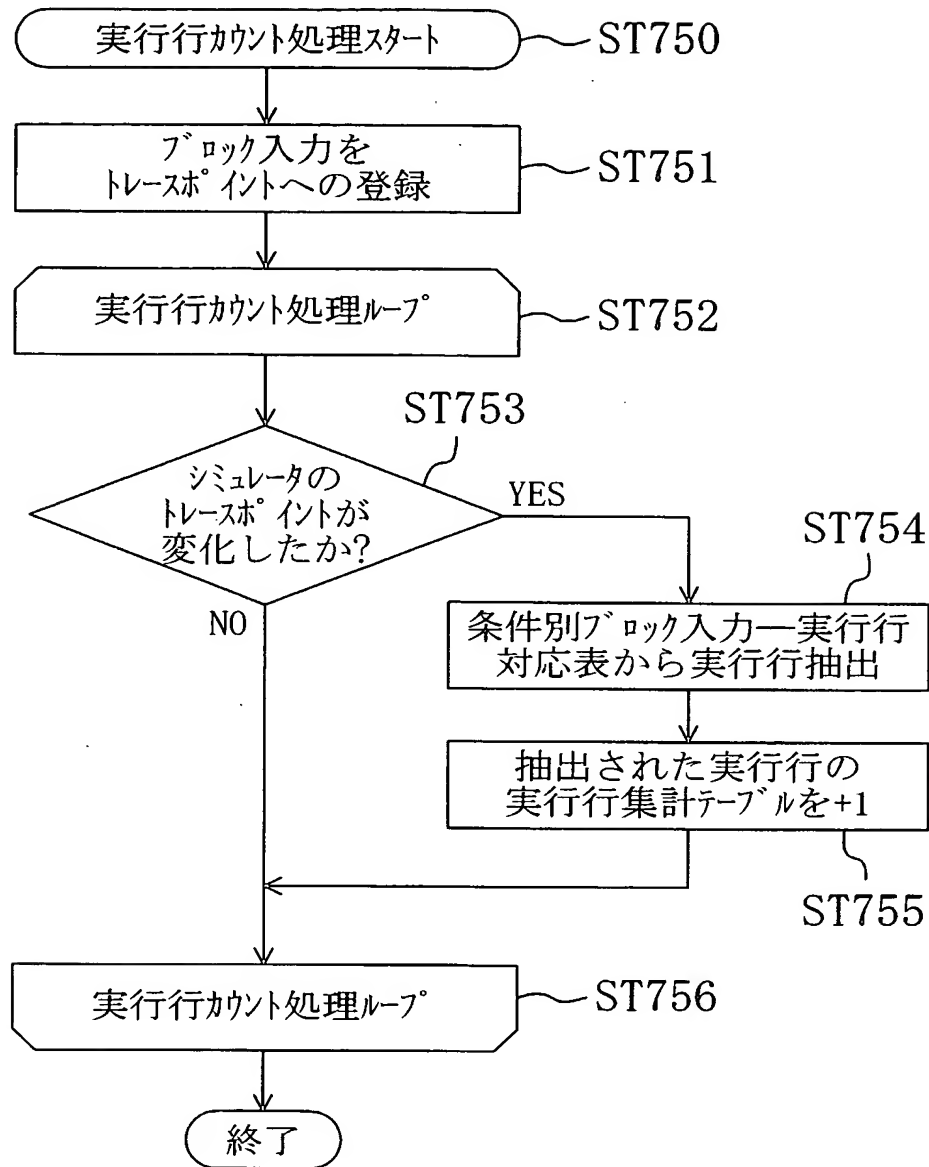 実行行カウント処理スタート
ST750
ブロック入力を
トレースポイントへの登録
ST751
実行行カウント処理ループ
ST752
ST753
シミュレータの
トレースポイントが
変化したか?
YES
NO
ST754
条件別ブロック入力―実行行
対応表から実行行抽出
抽出された実行行の
実行行集計テーブルを+1
ST755
実行行カウント処理ループ
ST756
終了